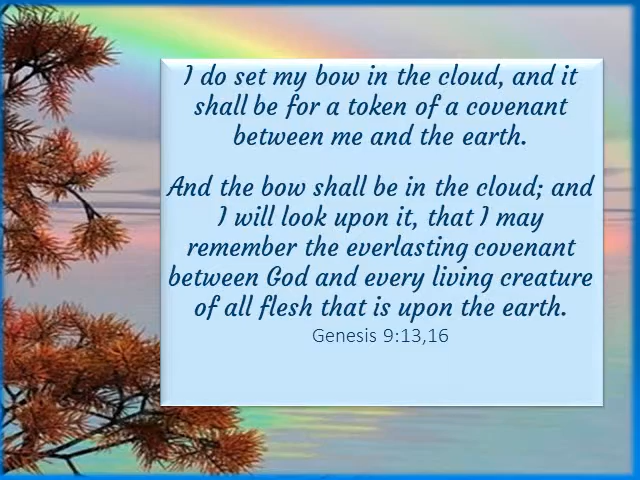 I do set my bow in the cloud, and it
shall be for a token of a covenant
between me and the earth.
And the bow shall be in the cloud; and
I will look upon it, that I may
remember the everlasting covenant
between God and every living creature
of all flesh that is upon the earth.
Genesis 9:13,16